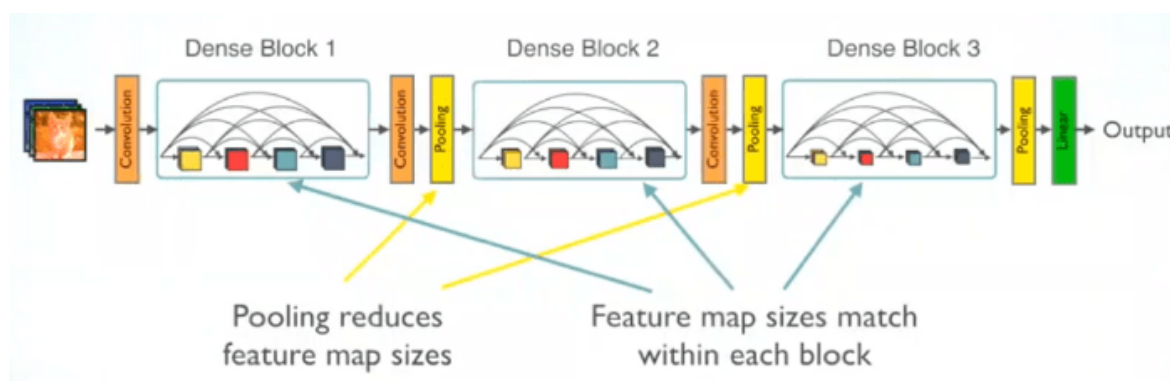 Dense Block 1
Dense Block 2
Dense Block 3
Convolution
Convolution
Pooling
Convolution
Pooling
Pooling
Linear
Output
Pooling reduces
feature map sizes
Feature map sizes match
within each block